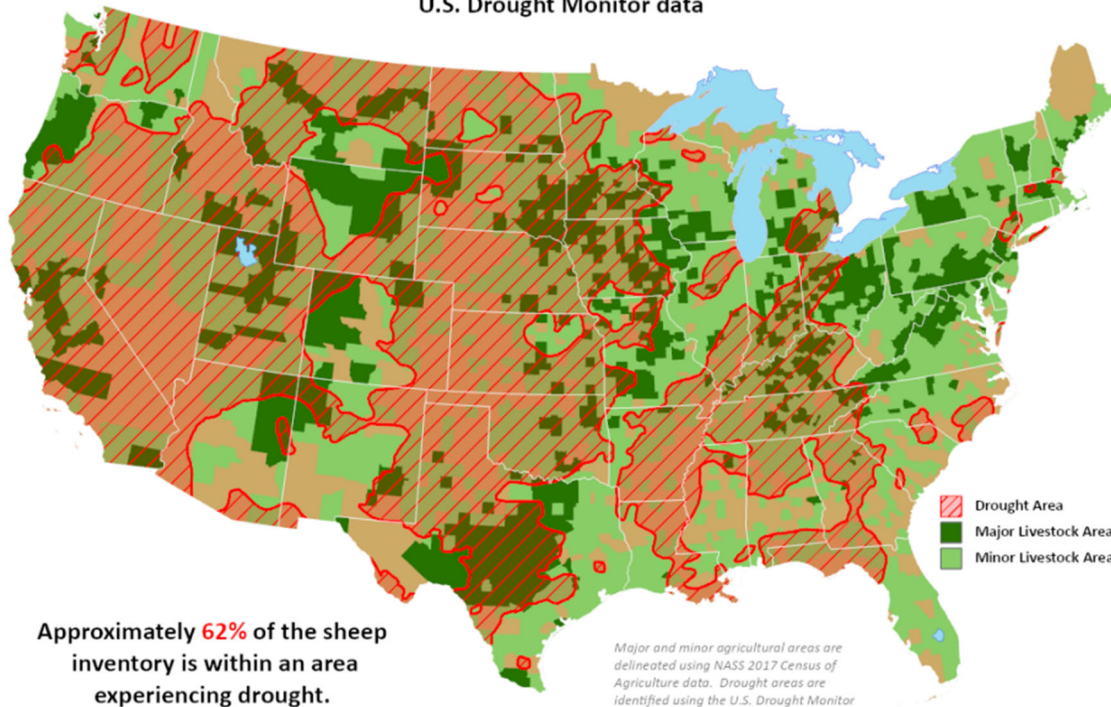 U.S. Drought Monitor data
Drought Area
Major Livestock Area
Minor Livestock Area
Approximately 62% of the sheep
inventory is within an area
experiencing drought.
Major and minor agricultural areas are
delineated using NASS 2017 Census of
Agriculture data. Drought areas are
identified using the U.S. Drought Monitor